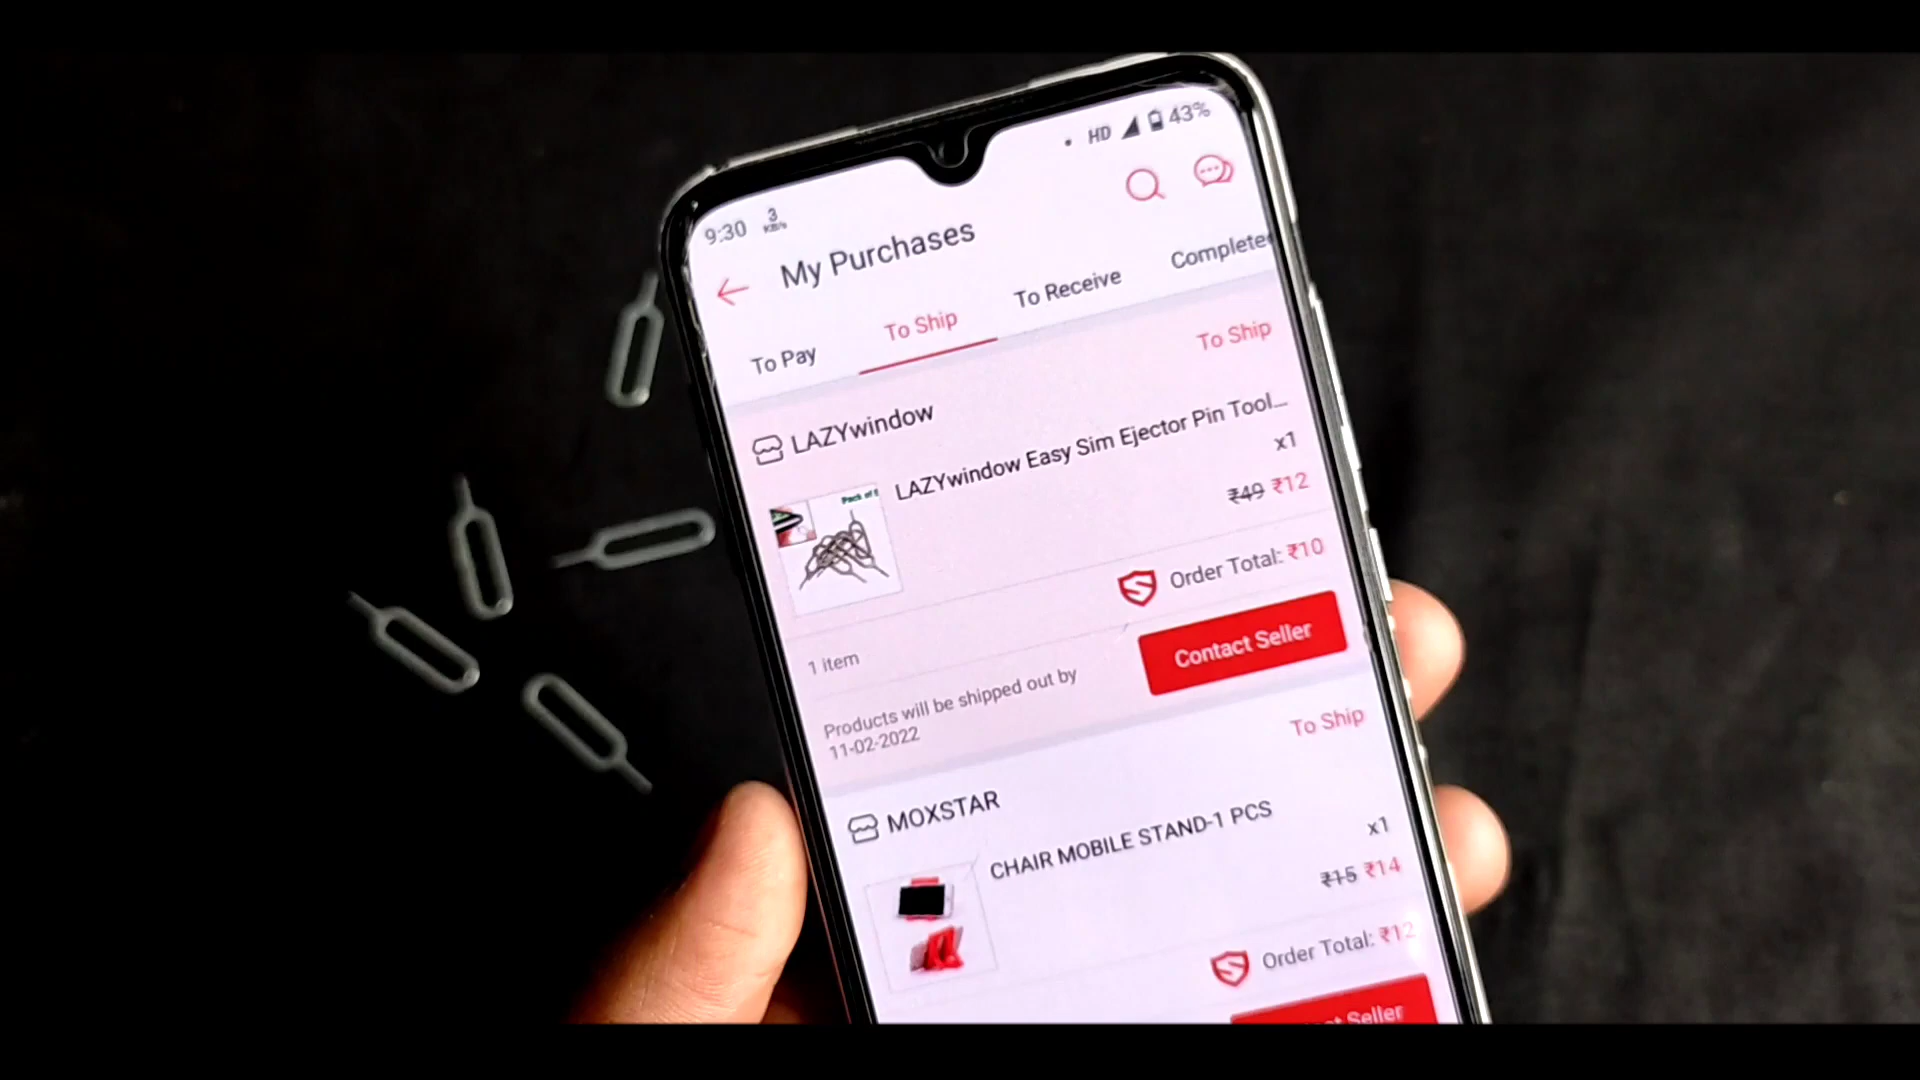 HD 43%
9:30 3 KB/s
My Purchases
To Pay To Ship To Receive Complete
To Ship
LAZYwindow
LAZYwindow Easy Sim Ejector Pin Tool...
x1
₹49 ₹12
Pack of
Order Total: ₹10
1 item
Contact Seller
Products will be shipped out by
11-02-2022
To Ship
MOXSTAR
CHAIR MOBILE STAND-1 PCS
x1
₹15 ₹14
Order Total: ₹12
Seller